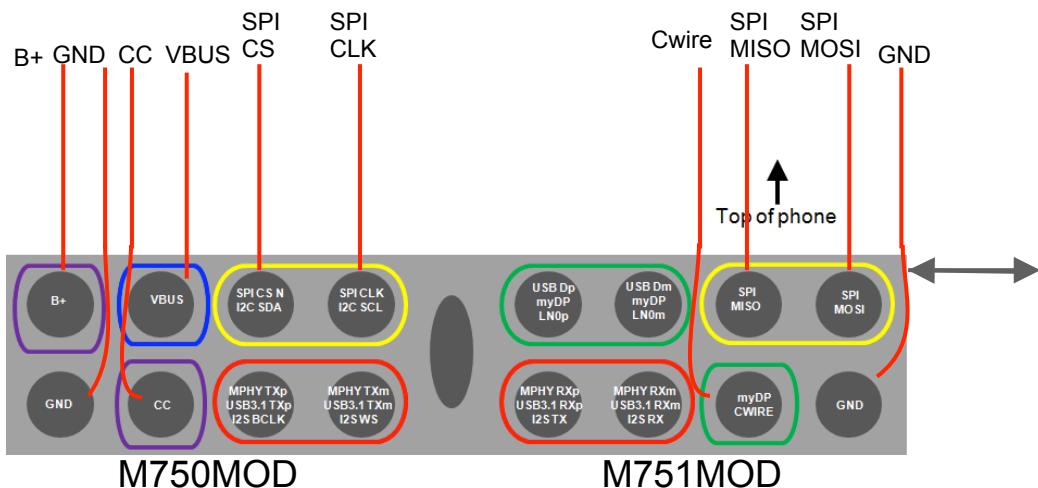 B+ GND CC VBUS SPI CS SPI CLK Cwire SPI MISO SPI MOSI GND
Top of phone
B+
VBUS
SPI CS N
I2C SDA
SPI CLK
I2C SCL
USB Dp
myDP
LN0p
USB Dm
myDP
LN0m
SPI
MISO
SPI
MOSI
GND
CC
MPHY TXp
USB3.1 TXp
I2S BCLK
MPHY TXm
USB3.1 TXm
I2S WS
MPHY RXp
USB3.1 RXp
I2S TX
MPHY RXm
USB3.1 RXm
I2S RX
myDP
CWIRE
GND
M750MOD
M751MOD